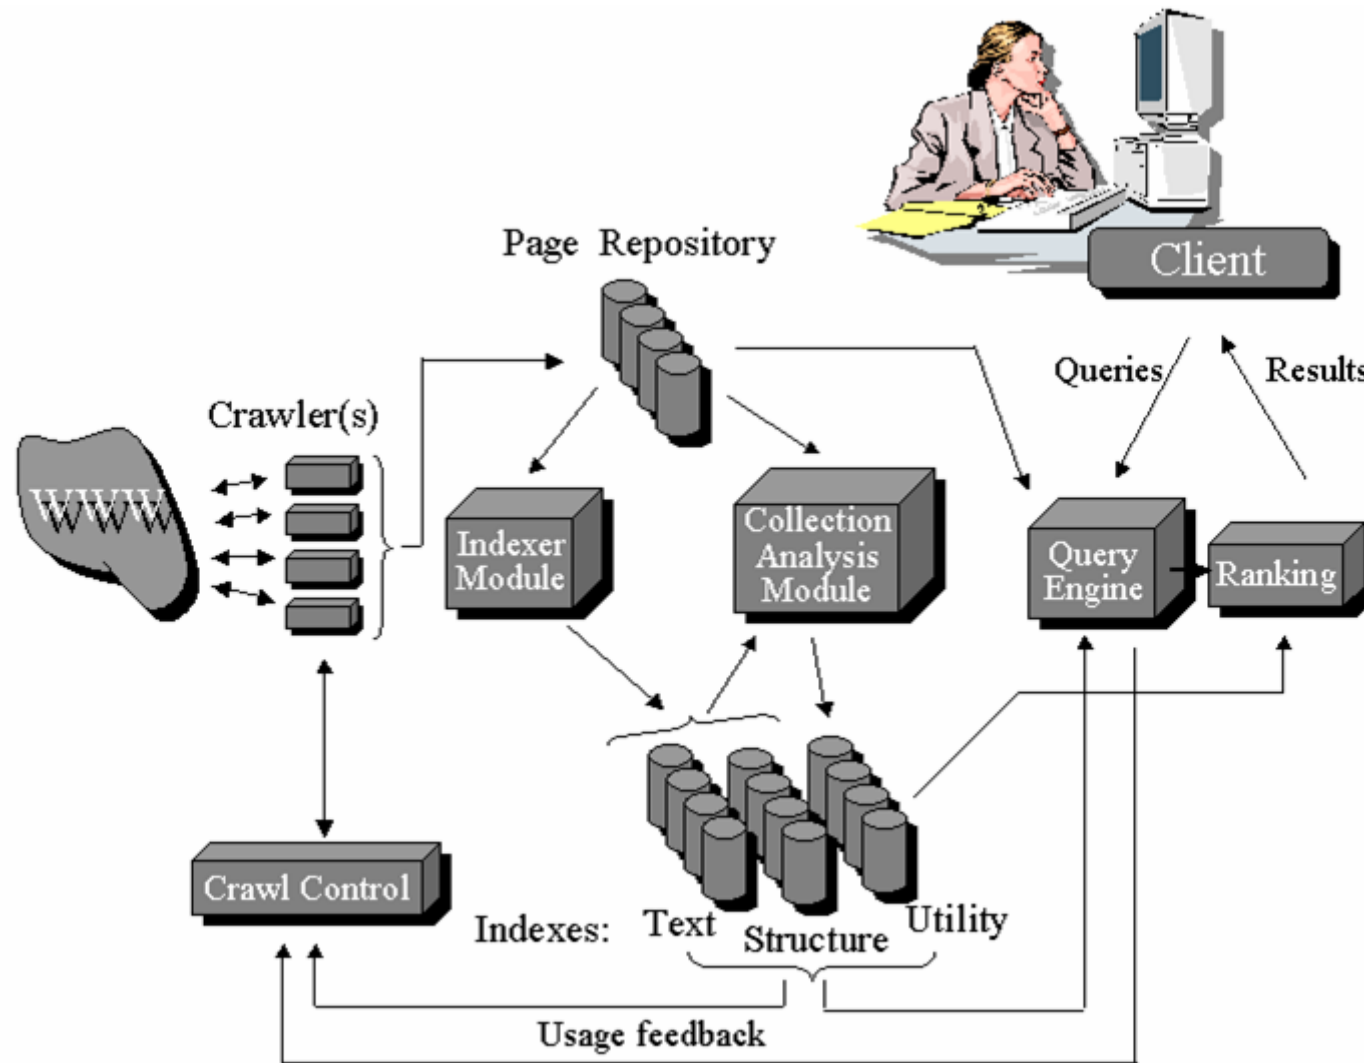 Page Repository
Client
Queries
Results
Crawler(s)
WWW
Indexer
Module
Collection
Analysis
Module
Query
Engine
Ranking
Crawl Control
Indexes:
Text
Structure
Utility
Usage feedback